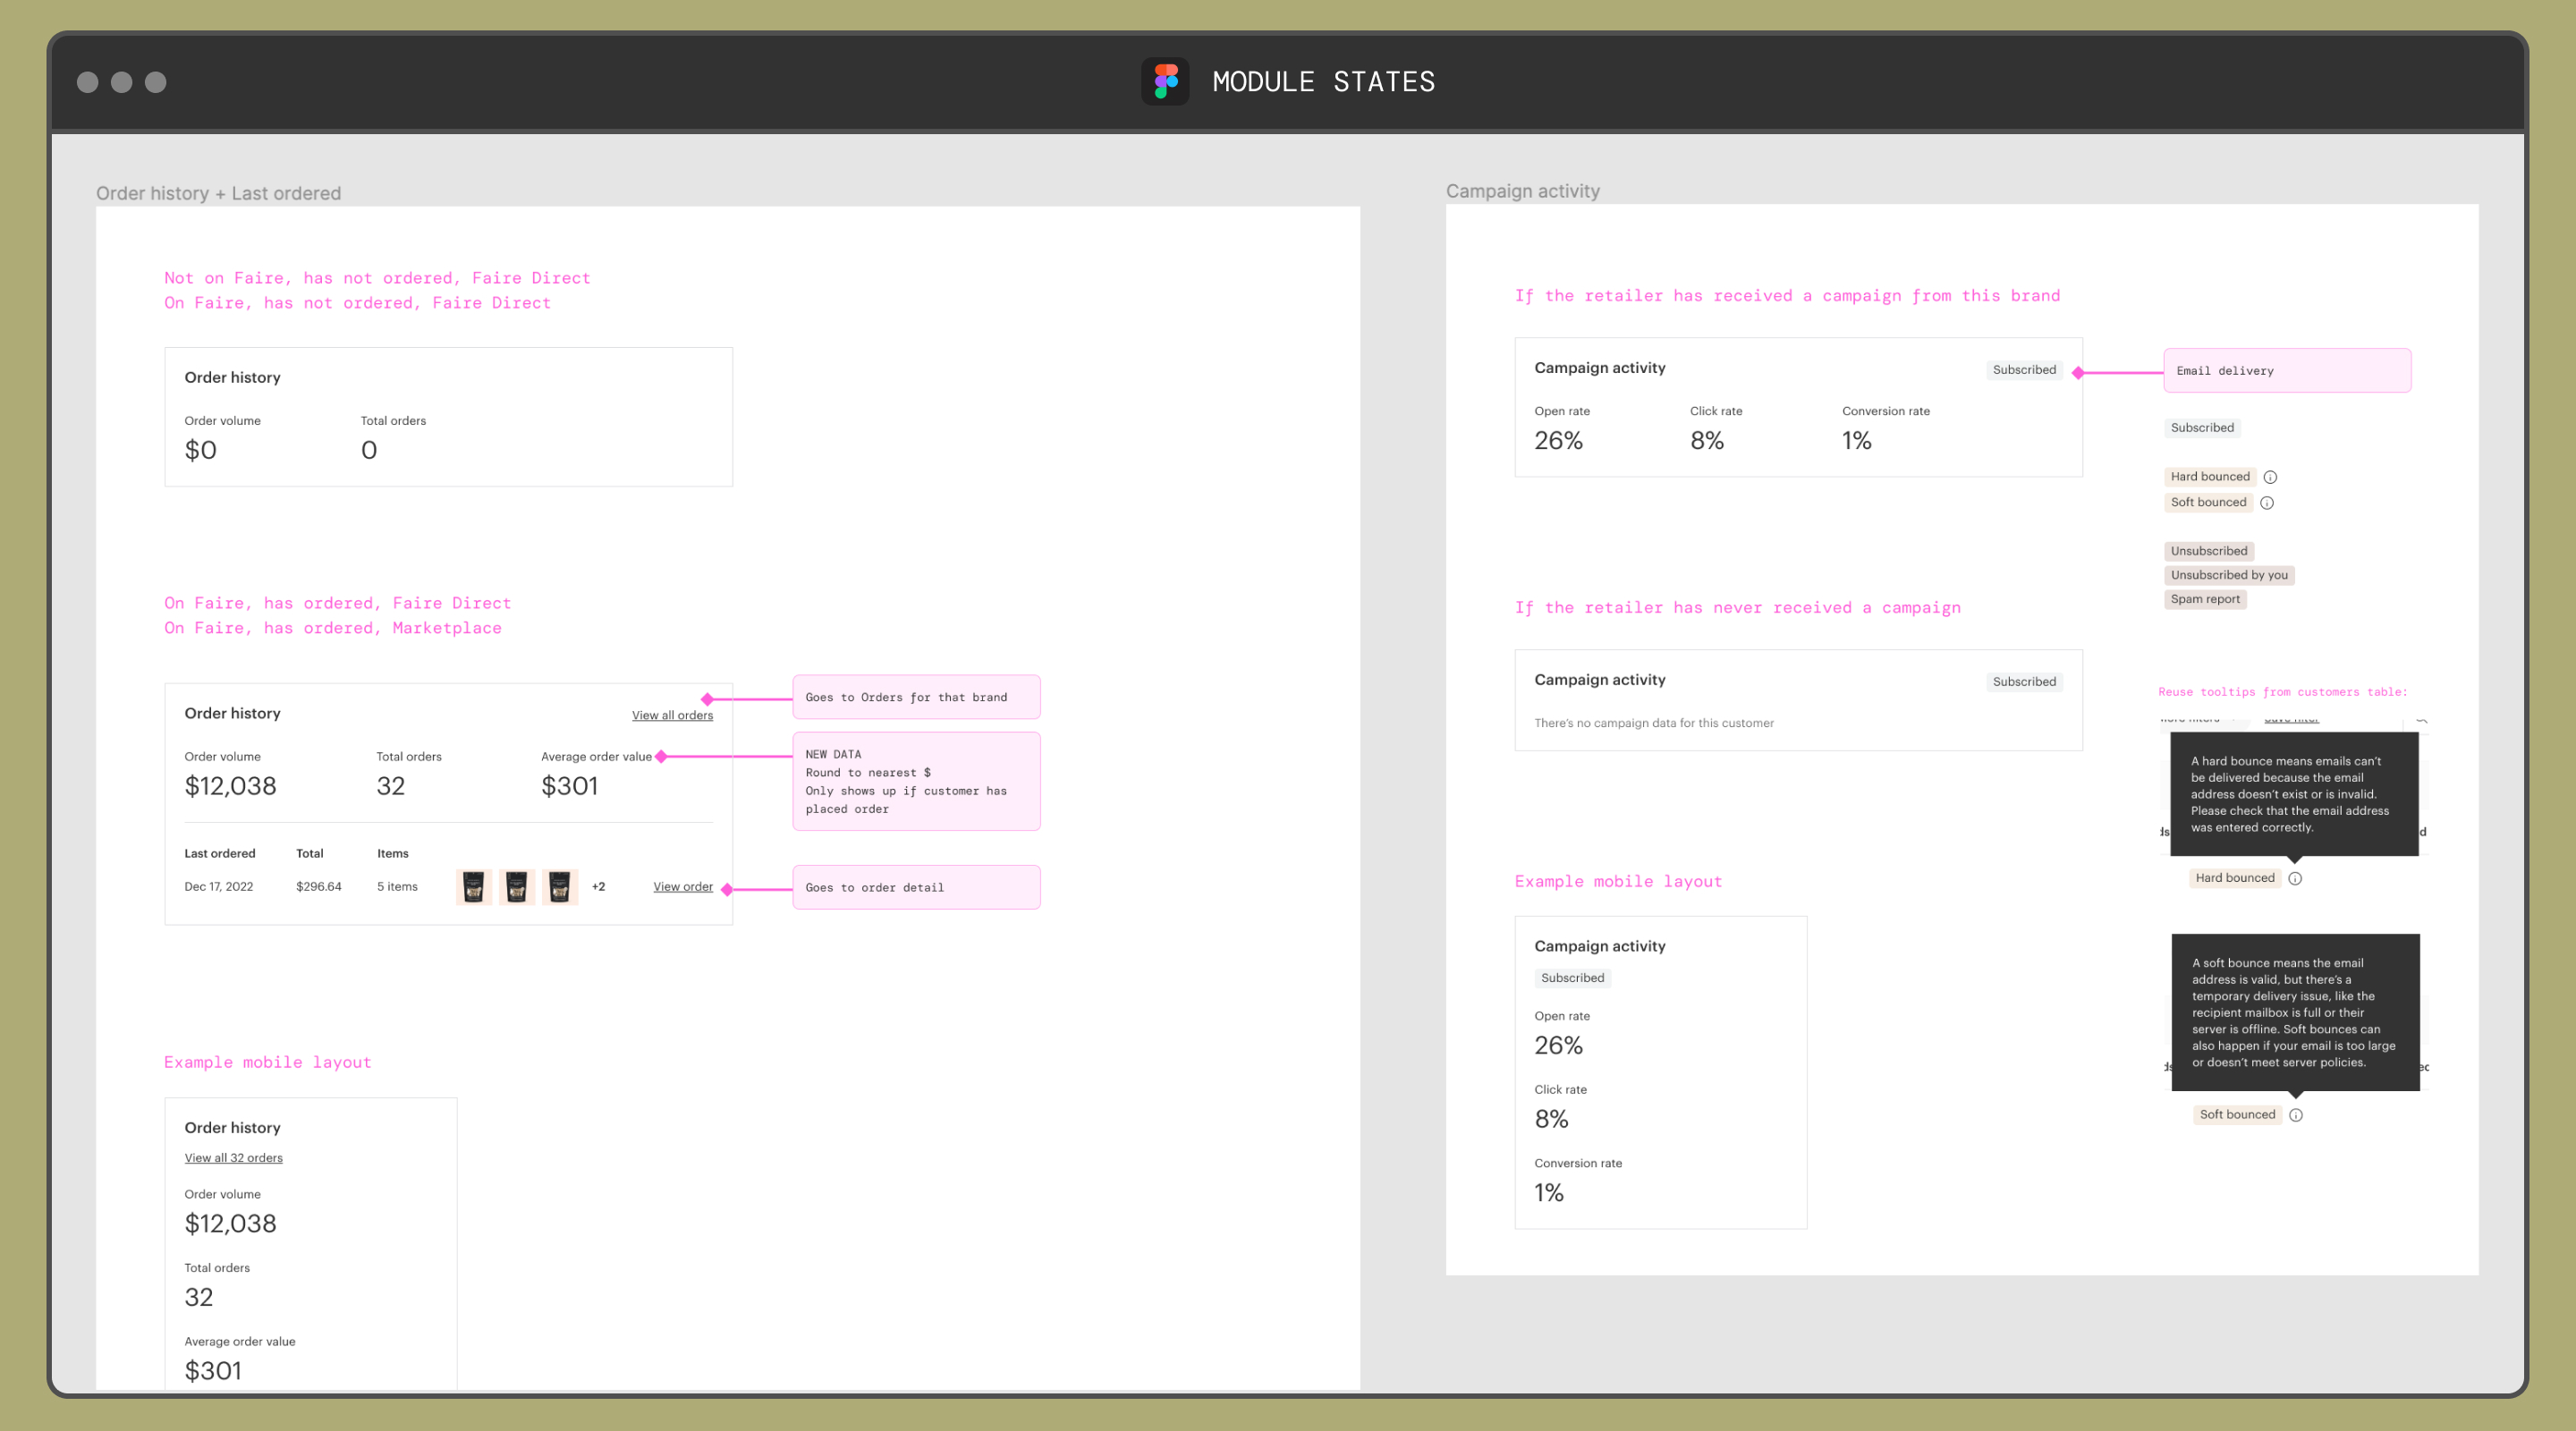 MODULE STATES
Order history + Last ordered
Not on Faire, has not ordered, Faire Direct
On Faire, has not ordered, Faire Direct
Order history
Order volume
Total orders
$0
0
On Faire, has ordered, Faire Direct
On Faire, has ordered, Marketplace
Order history
View all orders
Goes to Orders for that brand
Order volume
Total orders
Average order value
$12,038
32
$301
NEW DATA
Round to nearest $
Only shows up if customer has
placed order
Last ordered
Total
Items
Dec 17, 2022
$296.64
5 items
+2
View order
Goes to order detail
Example mobile layout
Order history
View all 32 orders
Order volume
$12,038
Total orders
32
Average order value
$301
Campaign activity
If the retailer has received a campaign from this brand
Campaign activity
Subscribed
Open rate
Click rate
Conversion rate
26%
8%
1%
Email delivery
Subscribed
Hard bounced
Soft bounced
Unsubscribed
Unsubscribed by you
Spam report
If the retailer has never received a campaign
Campaign activity
Subscribed
There's no campaign data for this customer
Example mobile layout
Campaign activity
Subscribed
Open rate
26%
Click rate
8%
Conversion rate
1%
Reuse tooltips from customers table:
A hard bounce means emails can't
be delivered because the email
address doesn't exist or is invalid.
Please check that the email address
was entered correctly.
Hard bounced
A soft bounce means the email
address is valid, but there's a
temporary delivery issue, like the
recipient mailbox is full or their
server is offline. Soft bounces can
also happen if your email is too large
or doesn't meet server policies.
Soft bounced